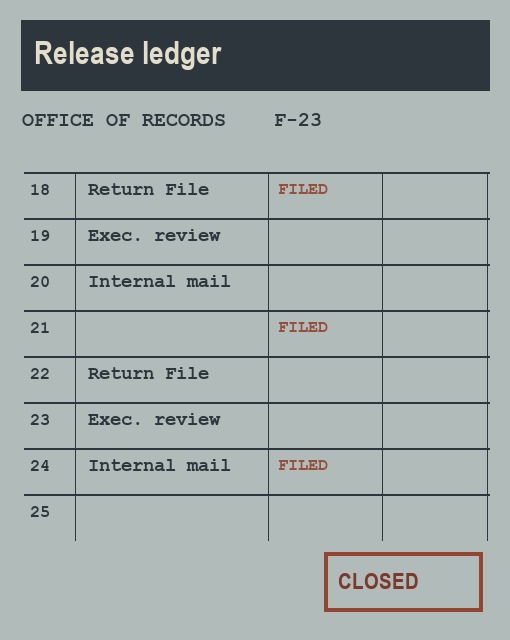 Release ledger
OFFICE OF RECORDS F-23
18 Return File FILED
19 Exec. review
20 Internal mail
21 FILED
22 Return File
23 Exec. review
24 Internal mail FILED
25
CLOSED